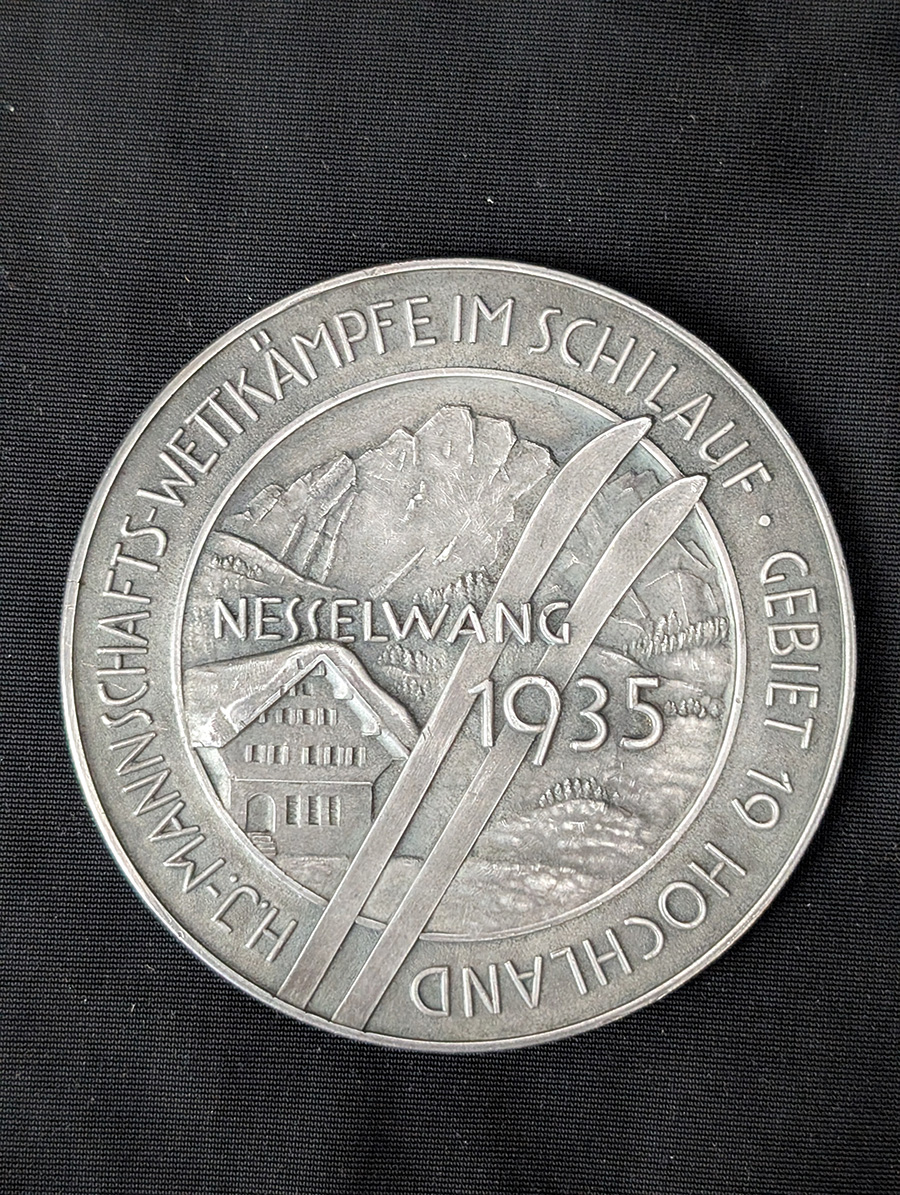 H.J.-MANNSCHAFTS-WETTKÄMPFE IM SCHILAUF · GEBIET 19 HOCHLAND
NESSELWANG
1935